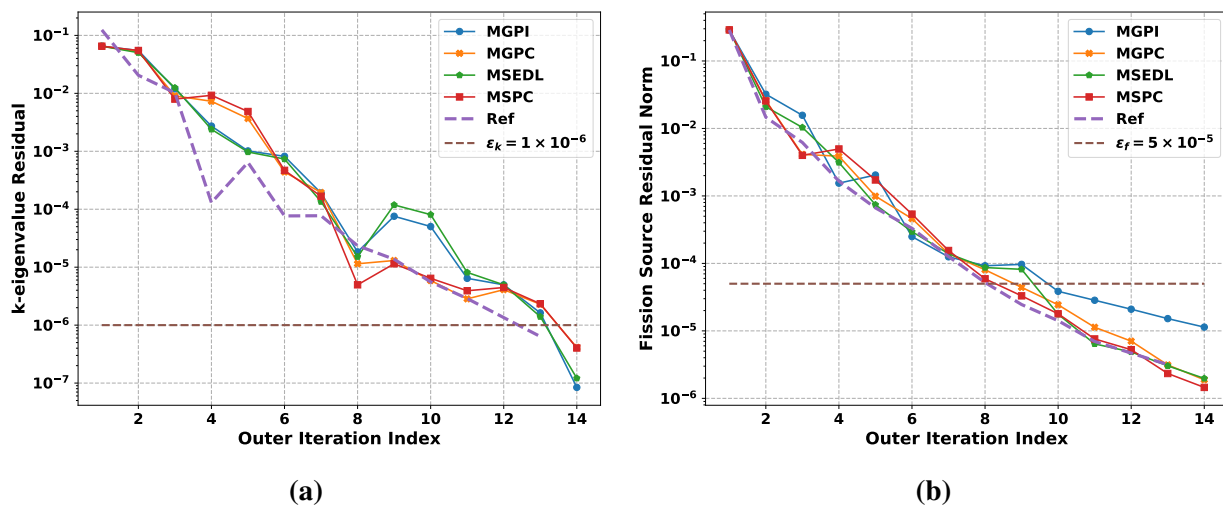 10⁻¹
10⁻²
10⁻³
10⁻⁴
10⁻⁵
10⁻⁶
10⁻⁷
k-eigenvalue Residual
MGPI
MGPC
MSEDL
MSPC
Ref
εₖ = 1 × 10⁻⁶
2 4 6 8 10 12 14
Outer Iteration Index
(a)
10⁻¹
10⁻²
10⁻³
10⁻⁴
10⁻⁵
10⁻⁶
Fission Source Residual Norm
MGPI
MGPC
MSEDL
MSPC
Ref
ε_f = 5 × 10⁻⁵
2 4 6 8 10 12 14
Outer Iteration Index
(b)